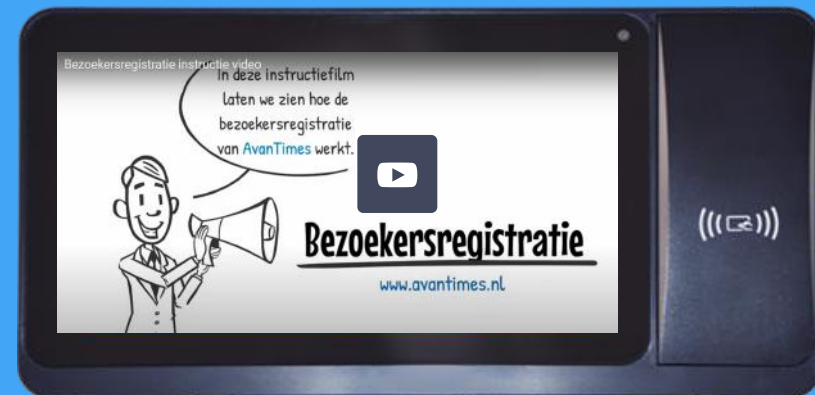 Bezoekersregistratie instructie video
In deze instructiefilm
laten we zien hoe de
bezoekersregistratie
van AvanTimes werkt.
Bezoekersregistratie
www.avantimes.nl